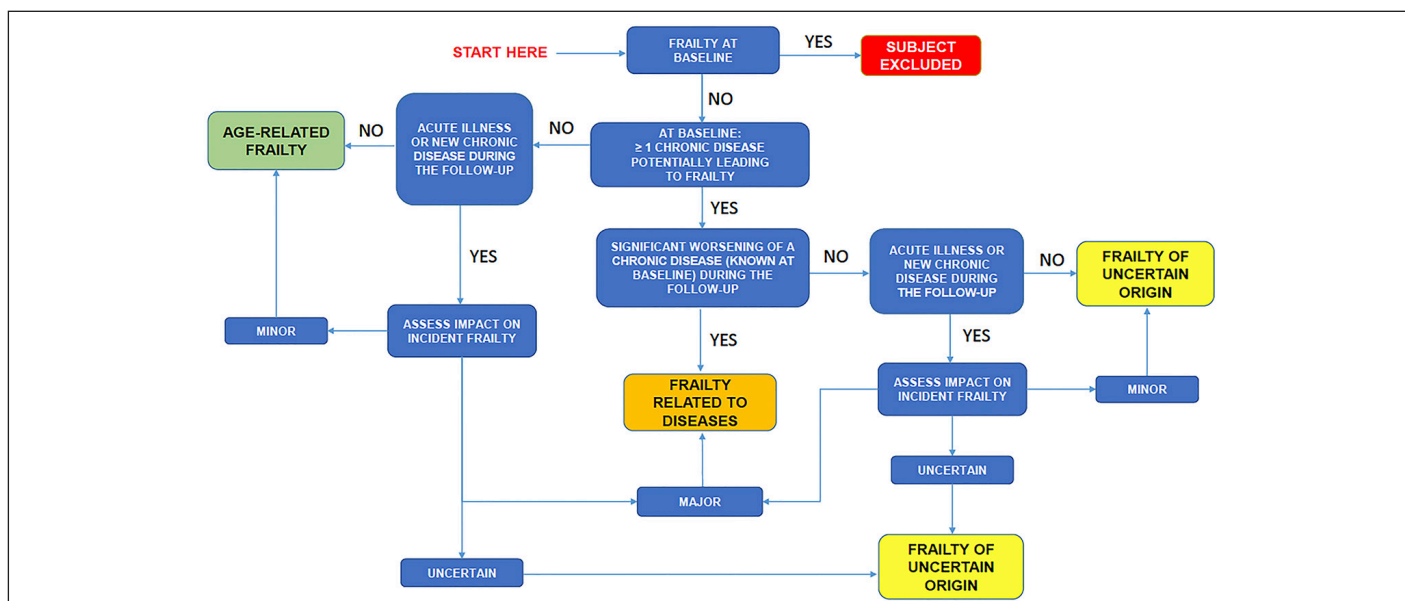 START HERE
FRAILTY AT
BASELINE
YES
SUBJECT
EXCLUDED
NO
AGE-RELATED
FRAILTY
NO
ACUTE ILLNESS
OR NEW CHRONIC
DISEASE DURING
THE FOLLOW-UP
NO
AT BASELINE:
≥ 1 CHRONIC DISEASE
POTENTIALLY LEADING
TO FRAILTY
YES
YES
SIGNIFICANT WORSENING OF A
CHRONIC DISEASE (KNOWN AT
BASELINE) DURING THE
FOLLOW-UP
NO
ACUTE ILLNESS OR
NEW CHRONIC
DISEASE DURING
THE FOLLOW-UP
NO
FRAILTY OF
UNCERTAIN
ORIGIN
MINOR
ASSESS IMPACT ON
INCIDENT FRAILTY
YES
YES
FRAILTY
RELATED TO
DISEASES
ASSESS IMPACT ON
INCIDENT FRAILTY
MINOR
UNCERTAIN
MAJOR
UNCERTAIN
FRAILTY OF
UNCERTAIN
ORIGIN